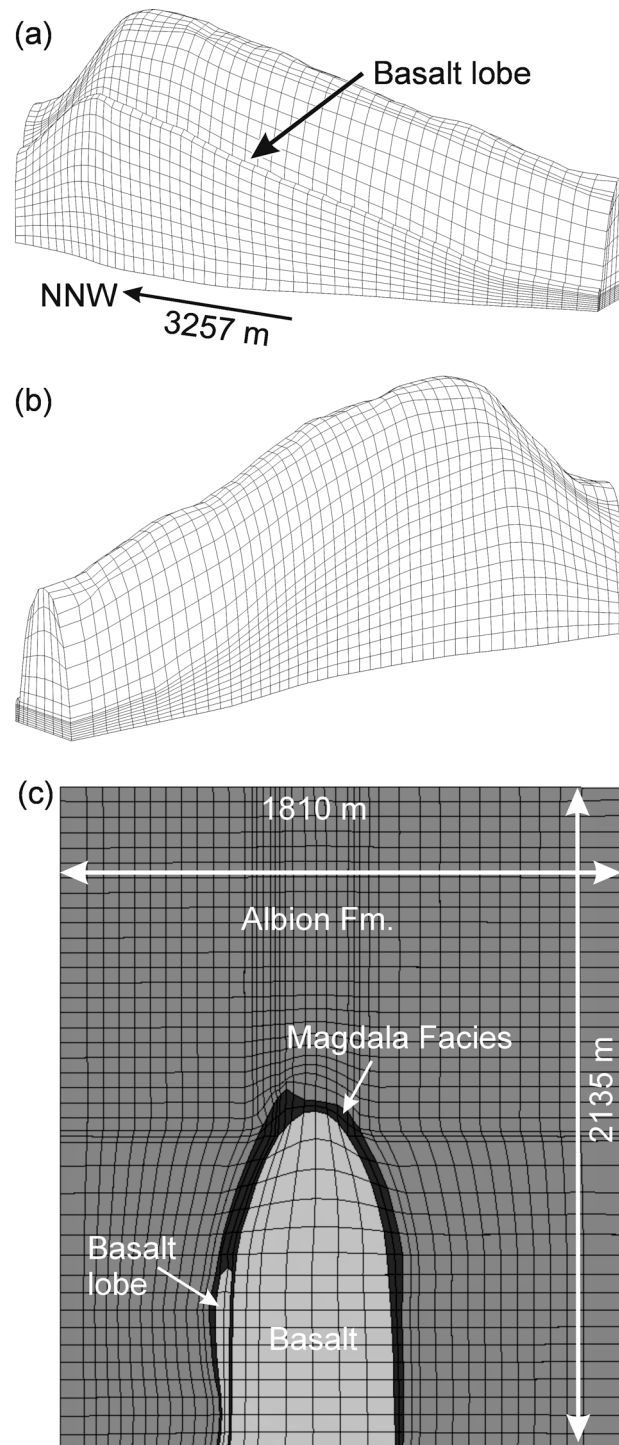 (a)
Basalt lobe
NNW
3257 m
(b)
(c)
1810 m
Albion Fm.
Magdala Facies
2135 m
Basalt
lobe
Basalt